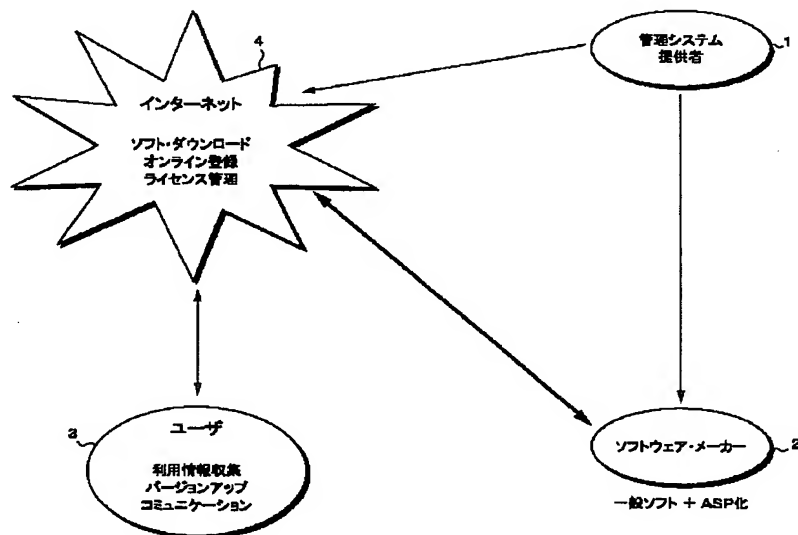 4
インターネット
ソフト・ダウンロード
オンライン登録
ライセンス管理
管理システム
提供者
1
3
ユーザ
利用情報収集
バージョンアップ
コミュニケーション
ソフトウェア・メーカー
2
一般ソフト + ASP化